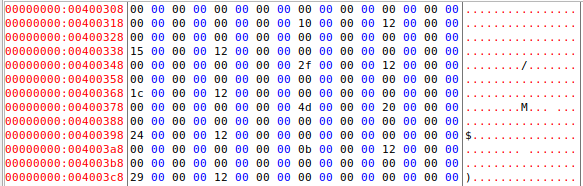 00000000:00400308 00 00 00 00 00 00 00 00 00 00 00 00 00 00 00 00 ................
00000000:00400318 00 00 00 00 00 00 00 00 10 00 00 00 12 00 00 00 ................
00000000:00400328 00 00 00 00 00 00 00 00 00 00 00 00 00 00 00 00 ................
00000000:00400338 15 00 00 00 12 00 00 00 00 00 00 00 00 00 00 00 ................
00000000:00400348 00 00 00 00 00 00 00 00 2f 00 00 00 12 00 00 00 ......../.......
00000000:00400358 00 00 00 00 00 00 00 00 00 00 00 00 00 00 00 00 ................
00000000:00400368 1c 00 00 00 12 00 00 00 00 00 00 00 00 00 00 00 ................
00000000:00400378 00 00 00 00 00 00 00 00 4d 00 00 00 20 00 00 00 ........M... ...
00000000:00400388 00 00 00 00 00 00 00 00 00 00 00 00 00 00 00 00 ................
00000000:00400398 24 00 00 00 12 00 00 00 00 00 00 00 00 00 00 00 $...............
00000000:004003a8 00 00 00 00 00 00 00 00 0b 00 00 00 12 00 00 00 ................
00000000:004003b8 00 00 00 00 00 00 00 00 00 00 00 00 00 00 00 00 ................
00000000:004003c8 29 00 00 00 12 00 00 00 00 00 00 00 00 00 00 00 )...............